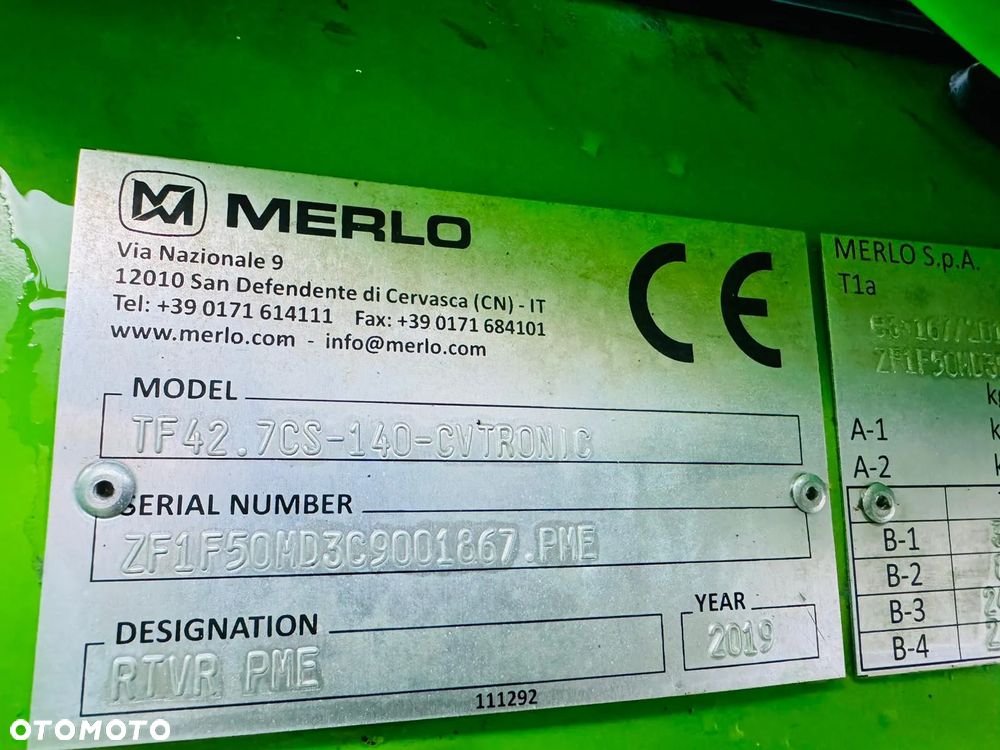 MERLO
Via Nazionale 9
12010 San Defendente di Cervasca (CN) - IT
Tel: +39 0171 614111 Fax: +39 0171 684101
www.merlo.com - info@merlo.com
CE
MODEL
TF42.7CS-140-CVTRONIC
SERIAL NUMBER
ZF1F50MD3C9001867.PME
DESIGNATION
RTVR PME
YEAR
2019
111292
MERLO S.p.A.
T1a
ZF1F50MD3
A-1
A-2
B-1
B-2
B-3
B-4
OTOMOTO